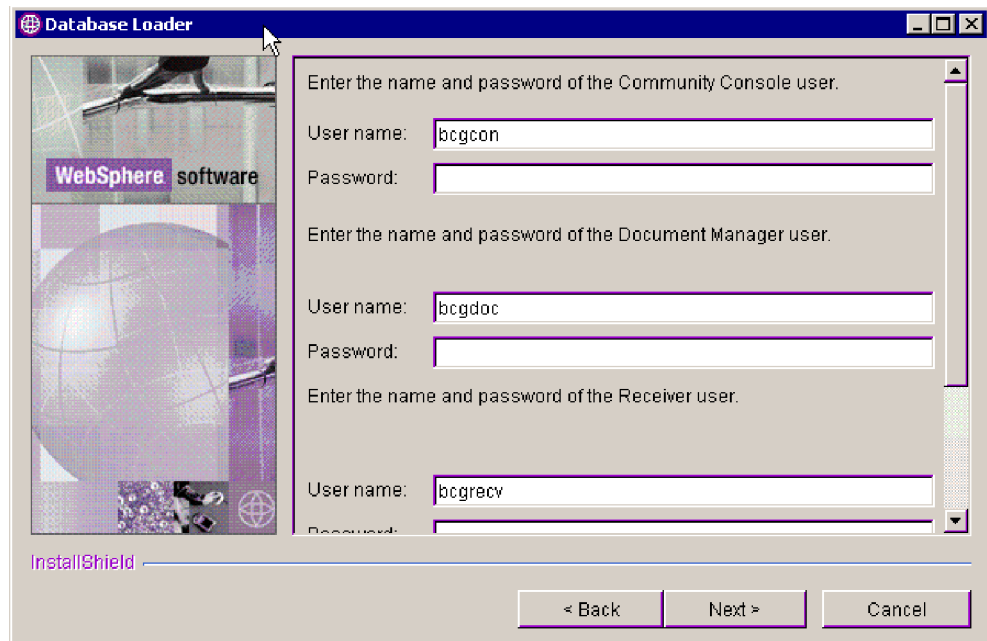 Database Loader
WebSphere software
Enter the name and password of the Community Console user.
User name: bcgcon
Password:
Enter the name and password of the Document Manager user.
User name: bcgdoc
Password:
Enter the name and password of the Receiver user.
User name: bcgrecv
Password:
InstallShield
< Back Next > Cancel